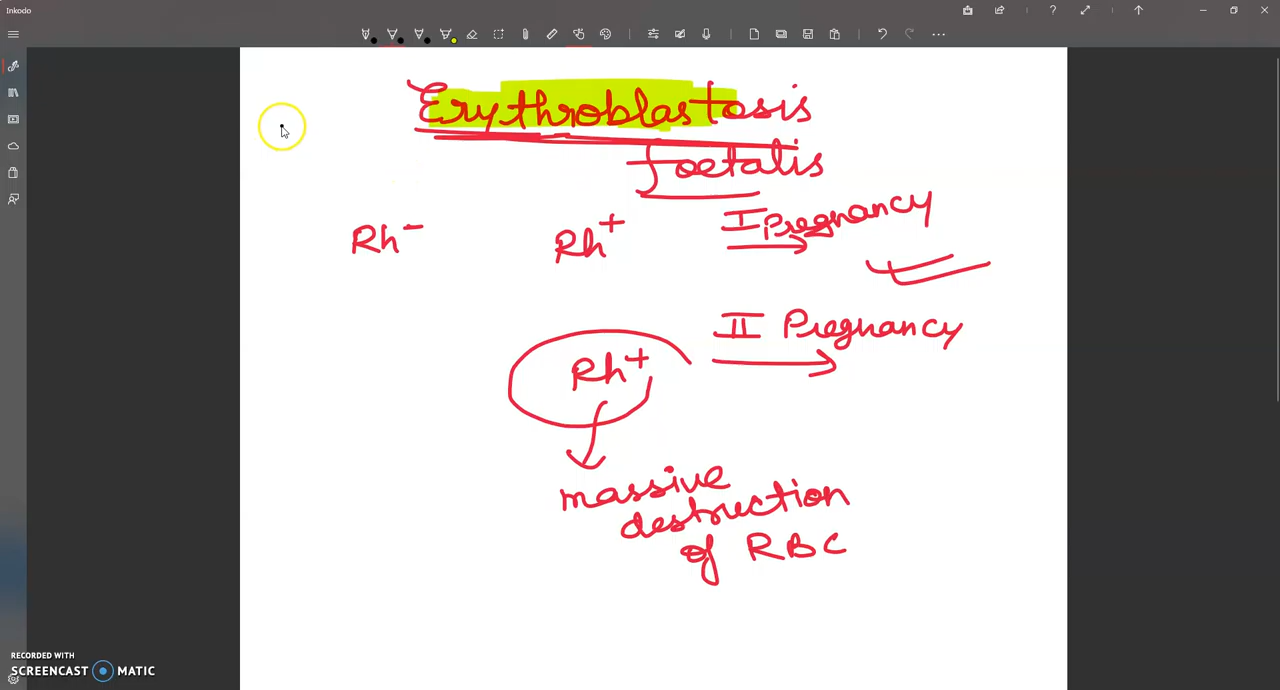 Inkodo
Erythroblastosis
foetalis
Rh- Rh+ I Pregnancy
II Pregnancy
Rh+
massive
destruction
of RBC
RECORDED WITH
SCREENCAST MATIC